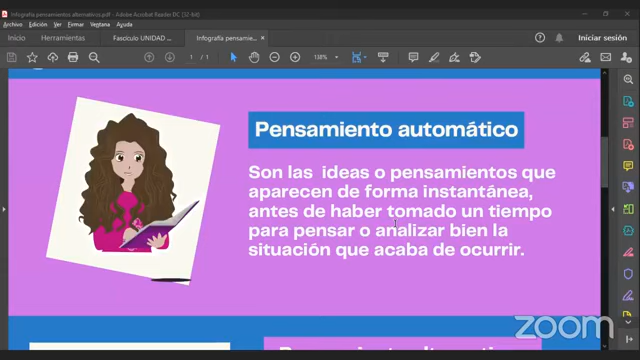 Infografía pensamientos alternativos.pdf - Adobe Acrobat Reader DC (32-bit)
Archivo Edición Ver Firmar Ventana Ayuda
Inicio Herramientas Fascículo UNIDAD ... Infografía pensamie... × Iniciar sesión
1 / 1 138%
Pensamiento automático
Son las ideas o pensamientos que
aparecen de forma instantánea,
antes de haber tomado un tiempo
para pensar o analizar bien la
situación que acaba de ocurrir.
zoom